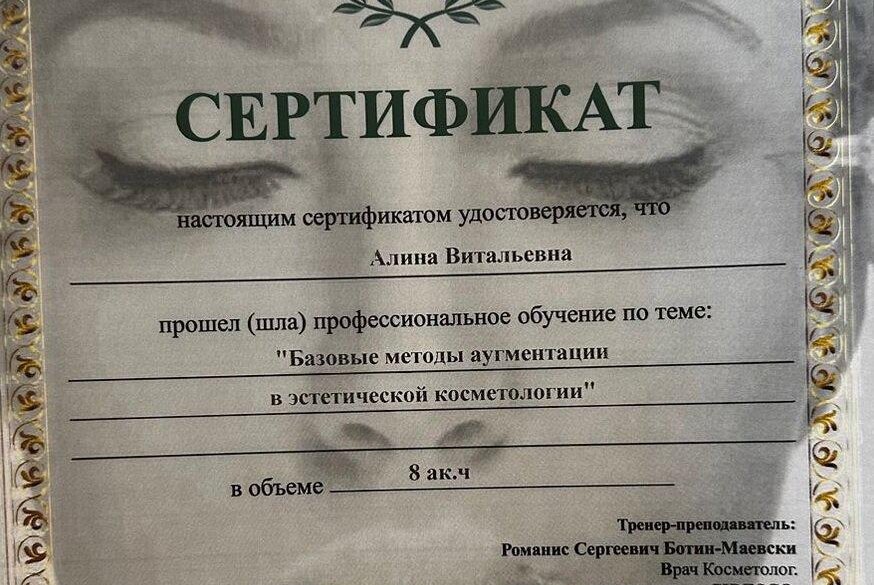 СЕРТИФИКАТ
настоящим сертификатом удостоверяется, что
Алина Витальевна
прошел (шла) профессиональное обучение по теме:
"Базовые методы аугментации
в эстетической косметологии"
в объеме 8 ак.ч
Тренер-преподаватель:
Романис Сергеевич Ботин-Маевски
Врач Косметолог.